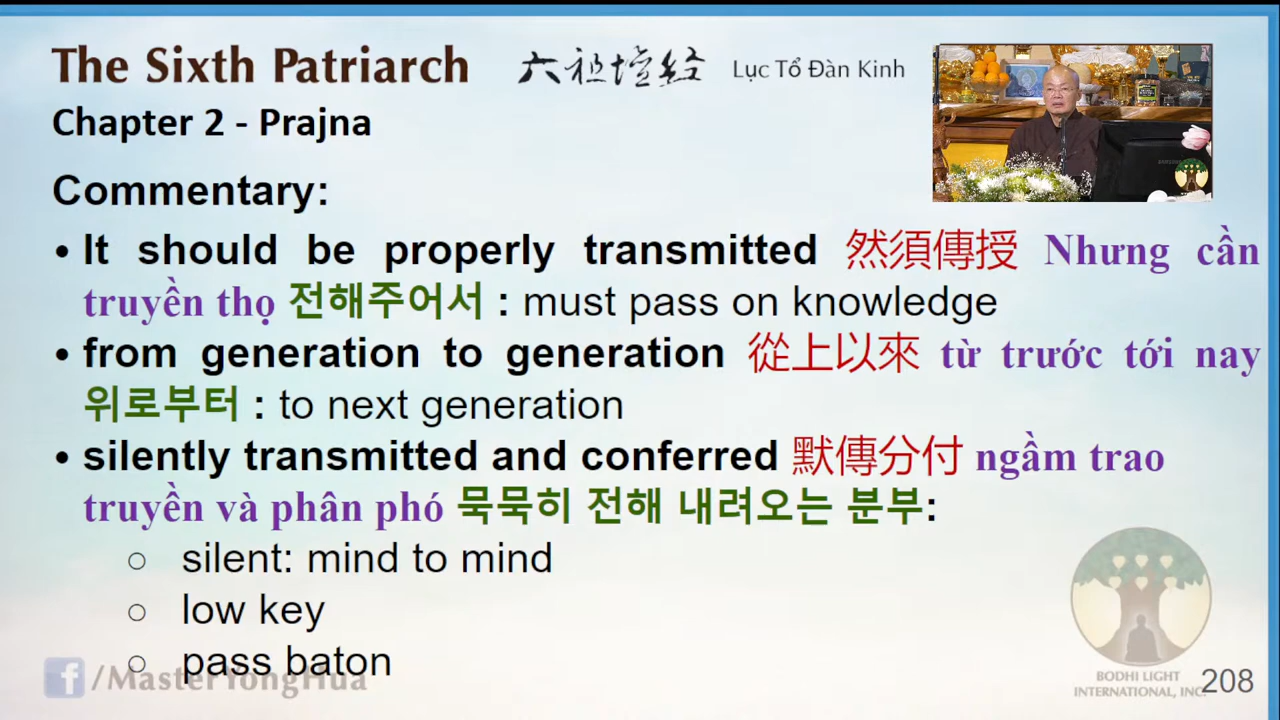 The Sixth Patriarch 六祖壇経 Lục Tổ Đàn Kinh
Chapter 2 - Prajna
Commentary:
• It should be properly transmitted 然須傳授 Nhưng cần
truyền thọ 전해주어서 : must pass on knowledge
• from generation to generation 從上以來 từ trước tới nay
위로부터 : to next generation
• silently transmitted and conferred 默傳分付 ngầm trao
truyền và phân phó 묵묵히 전해 내려오는 분부:
○ silent: mind to mind
○ low key
○ pass baton
f/MasterYongHua
BODHI LIGHT
INTERNATIONAL, INC.
208